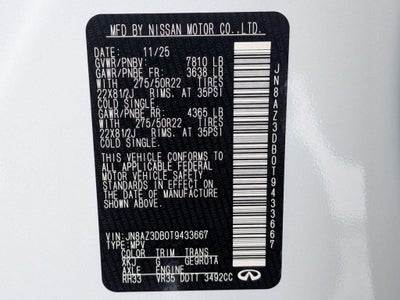 MFD BY NISSAN MOTOR CO.,LTD.
DATE: 11/25
GVWR/PNBV: 7810 LB
GAWR/PNBE FR: 3638 LB
WITH 275/50R22 TIRES
22X81/2J RIMS, AT 35PSI
COLD SINGLE.
GAWR/PNBE RR: 4365 LB
WITH 275/50R22 TIRES
22X81/2J RIMS, AT 35PSI
COLD SINGLE.
THIS VEHICLE CONFORMS TO
ALL APPLICABLE FEDERAL
MOTOR VEHICLE SAFETY
STANDARDS IN EFFECT ON
THE DATE OF MANUFACTURE
SHOWN ABOVE.
VIN:JN8AZ3DB0T9433667
TYPE:MPV
COLOR TRIM TRANS
XKJ G GE9R01A
AXLE ENGINE
RH33 VR35 DDTT 3492CC
INFINITI
JN8AZ3DB0T9433667